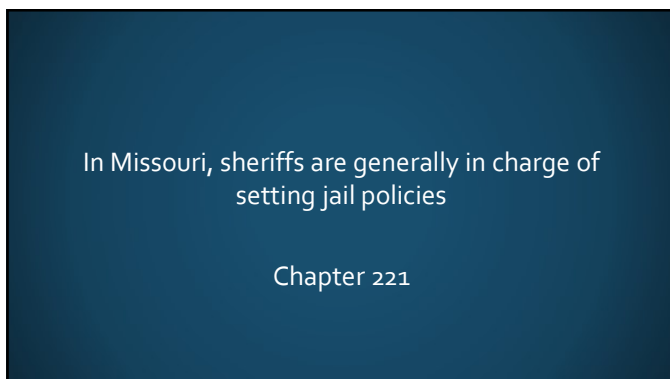 In Missouri, sheriffs are generally in charge of
setting jail policies
Chapter 221